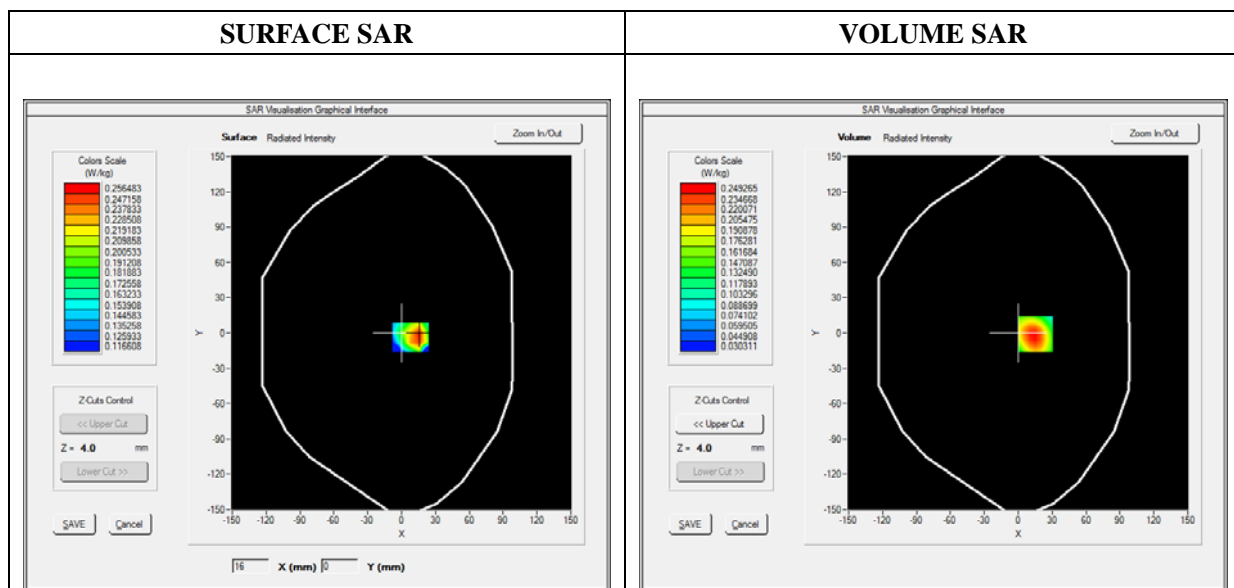 SURFACE SAR
VOLUME SAR
SAR Visualisation Graphical Interface
Surface Radiated Intensity
Zoom In/Out
Colors Scale
(W/kg)
0.256483
0.247158
0.237833
0.228508
0.219183
0.209858
0.200533
0.191208
0.181883
0.172558
0.163233
0.153908
0.144583
0.135258
0.125933
0.116608
Z-Cuts Control
<< Upper Cut
Z = 4.0 mm
Lower Cut >>
SAVE Cancel
150
120
90
60
30
0
-30
-60
-90
-120
-150
Y
-150 -120 -90 -60 -30 0 30 60 90 120 150
X
16 X (mm) 0 Y (mm)
SAR Visualisation Graphical Interface
Volume Radiated Intensity
Zoom In/Out
Colors Scale
(W/kg)
0.249265
0.234668
0.220071
0.205475
0.190878
0.176281
0.161684
0.147087
0.132490
0.117893
0.103296
0.088699
0.074102
0.059505
0.044908
0.030311
Z-Cuts Control
<< Upper Cut
Z = 4.0 mm
Lower Cut >>
SAVE Cancel
150
120
90
60
30
0
-30
-60
-90
-120
-150
Y
-150 -120 -90 -60 -30 0 30 60 90 120 150
X